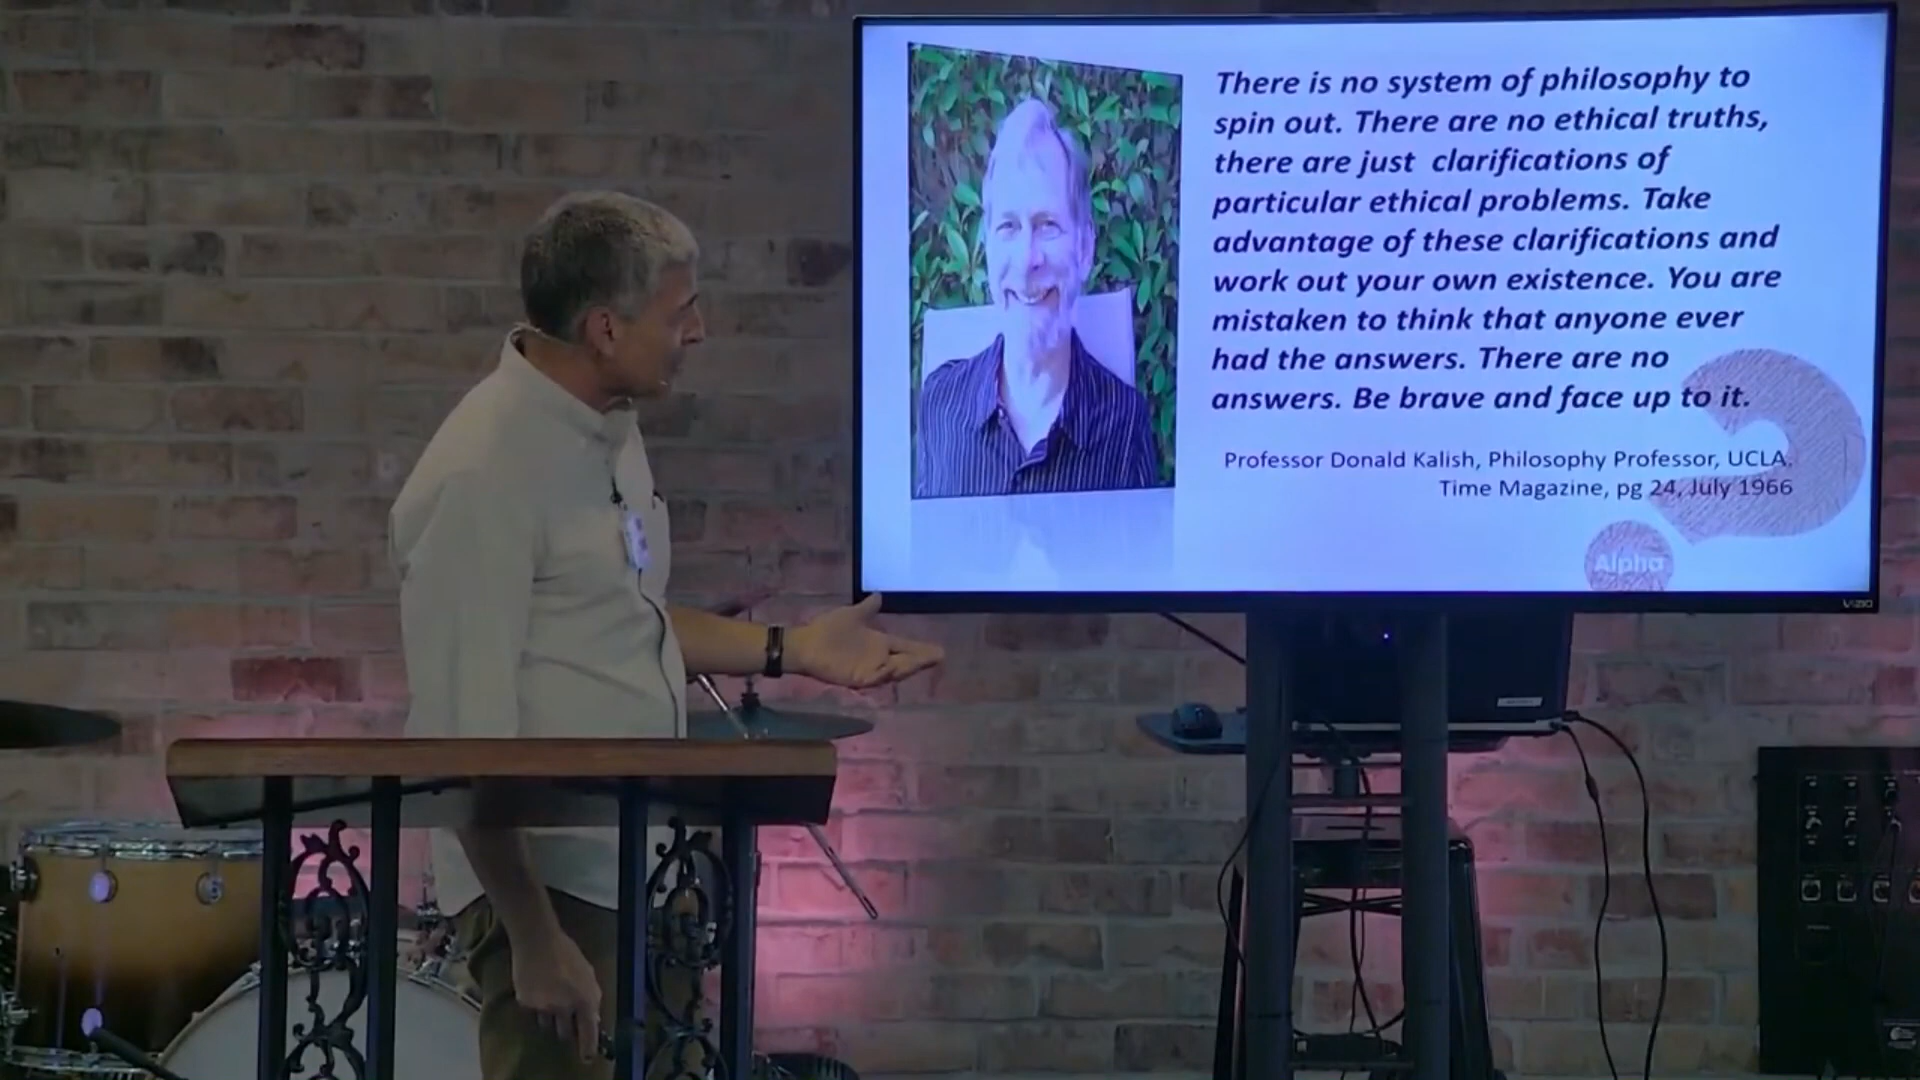 There is no system of philosophy to
spin out. There are no ethical truths,
there are just clarifications of
particular ethical problems. Take
advantage of these clarifications and
work out your own existence. You are
mistaken to think that anyone ever
had the answers. There are no
answers. Be brave and face up to it.
Professor Donald Kalish, Philosophy Professor, UCLA.
Time Magazine, pg 24, July 1966
Alpha
VIZIO